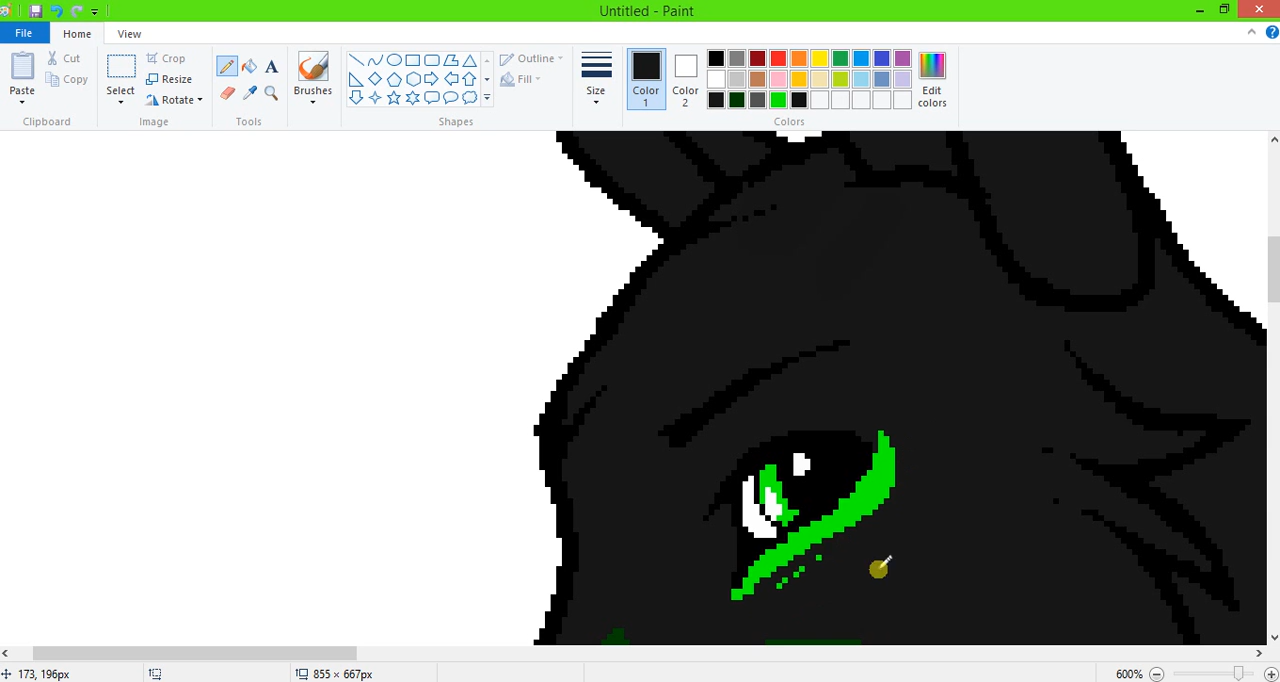 Untitled - Paint
File
Home
View
Paste
Cut
Copy
Clipboard
Select
Crop
Resize
Rotate
Image
A
Tools
Brushes
Outline
Fill
Shapes
Size
Color 1
Color 2
Edit colors
Colors
173, 196px
855 × 667px
600%